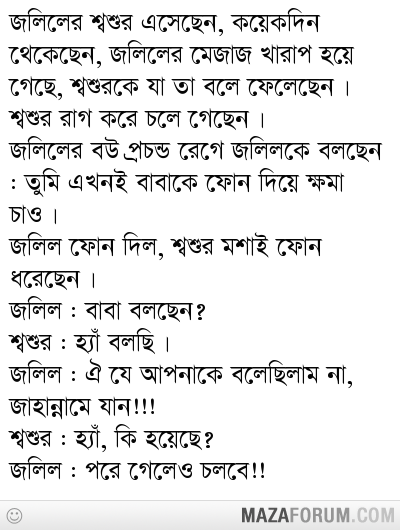 জলিলের শ্বশুর এসেছেন, কয়েকদিন
থেকেছেন, জলিলের মেজাজ খারাপ হয়ে
গেছে, শ্বশুরকে যা তা বলে ফেলেছেন ।
শ্বশুর রাগ করে চলে গেছেন ।
জলিলের বউ প্রচন্ড রেগে জলিলকে বলছেন
: তুমি এখনই বাবাকে ফোন দিয়ে ক্ষমা
চাও ।
জলিল ফোন দিল, শ্বশুর মশাই ফোন
ধরেছেন ।
জলিল : বাবা বলছেন?
শ্বশুর : হ্যাঁ বলছি ।
জলিল : ঐ যে আপনাকে বলেছিলাম না,
জাহান্নামে যান!!!
শ্বশুর : হ্যাঁ, কি হয়েছে?
জলিল : পরে গেলেও চলবে!!
MAZAFORUM.COM